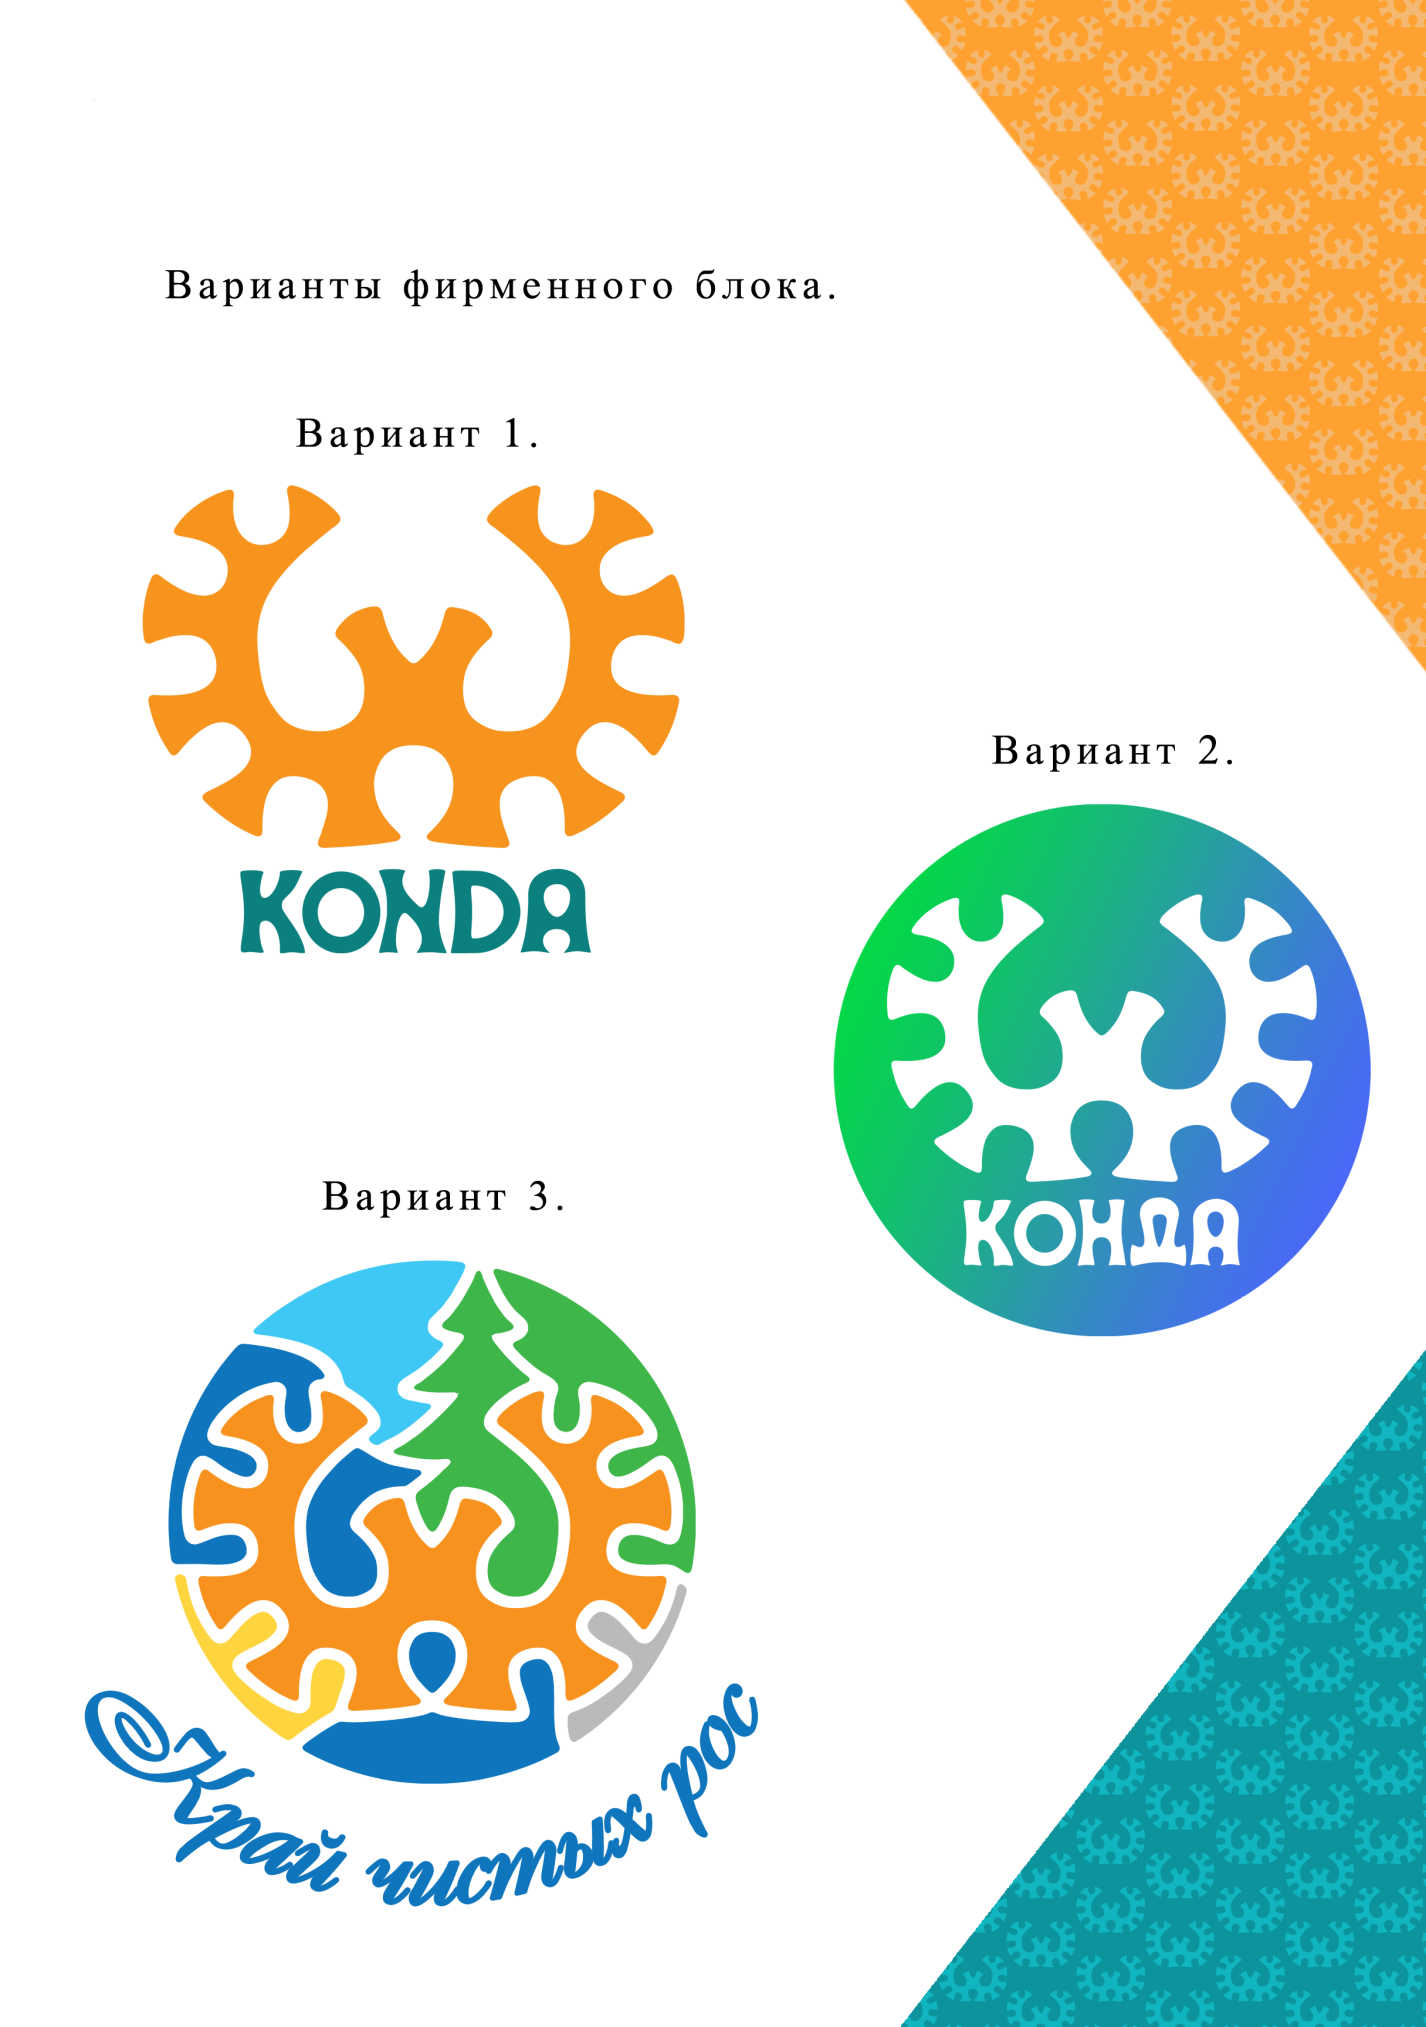 Варианты фирменного блока.
Вариант 1.
KONDA
Вариант 2.
КОНДА
Вариант 3.
Край чистых рос